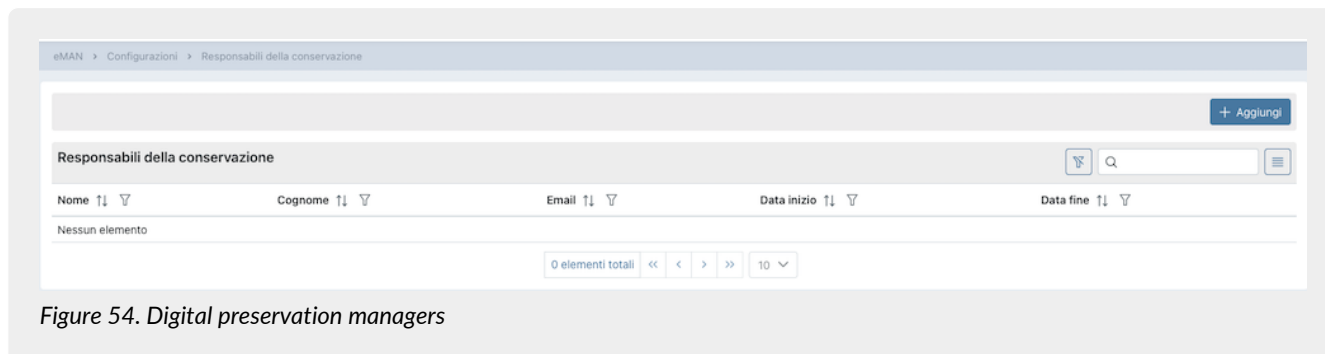 eMAN > Configurazioni > Responsabili della conservazione
+ Aggiungi
Responsabili della conservazione
Nome Cognome Email Data inizio Data fine
Nessun elemento
0 elementi totali << < > >> 10
Figure 54. Digital preservation managers